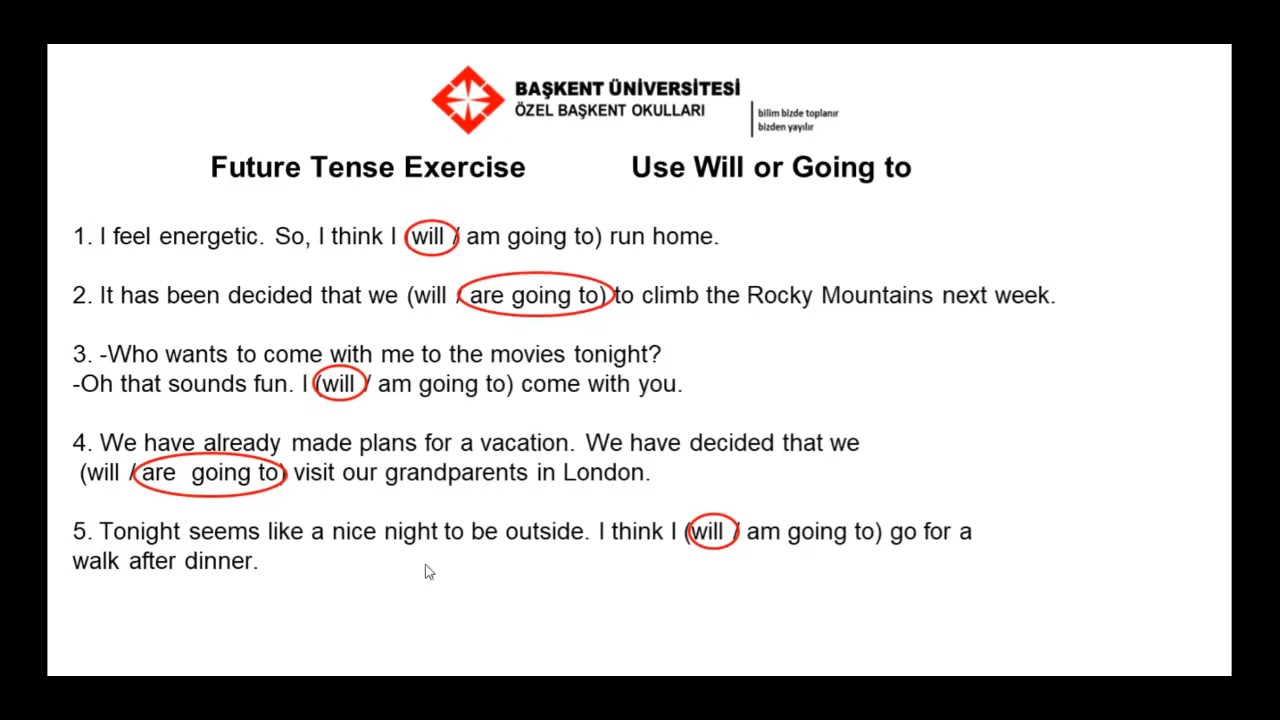 BAŞKENT ÜNİVERSİTESİ
ÖZEL BAŞKENT OKULLARI
bilim bizde toplanır
bizden yayılır
Future Tense Exercise Use Will or Going to
1. I feel energetic. So, I think I (will / am going to) run home.
2. It has been decided that we (will / are going to) to climb the Rocky Mountains next week.
3. -Who wants to come with me to the movies tonight?
-Oh that sounds fun. I (will / am going to) come with you.
4. We have already made plans for a vacation. We have decided that we
(will / are going to) visit our grandparents in London.
5. Tonight seems like a nice night to be outside. I think I (will / am going to) go for a
walk after dinner.